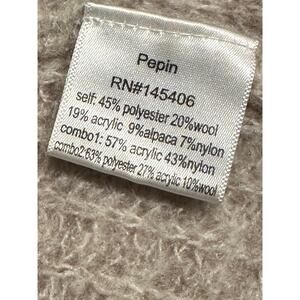 Pepin
RN#145406
self: 45% polyester 20%wool
19% acrylic 9%alpaca 7%nylon
combo1: 57% acrylic 43%nylon
combo2:63% polyester 27% acrylic 10%wool